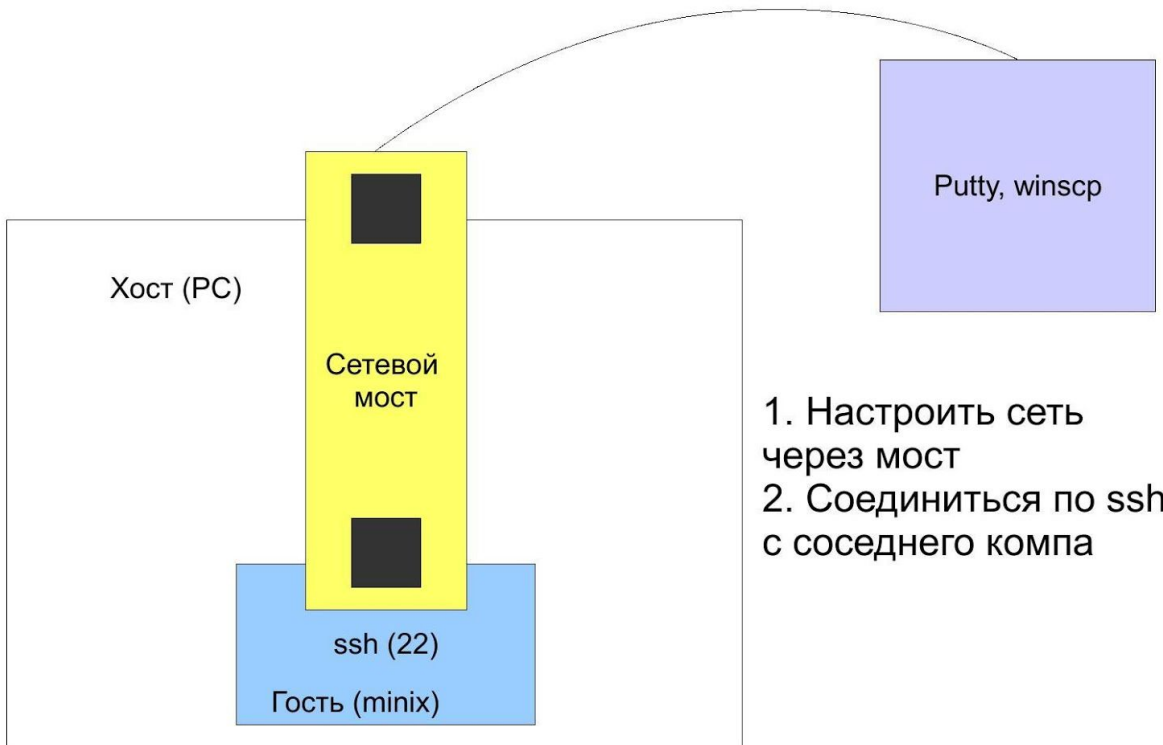 Putty, winscp
Хост (PC)
Сетевой
мост
1. Настроить сеть
через мост
2. Соединиться по ssh
с соседнего компа
ssh (22)
Гость (minix)